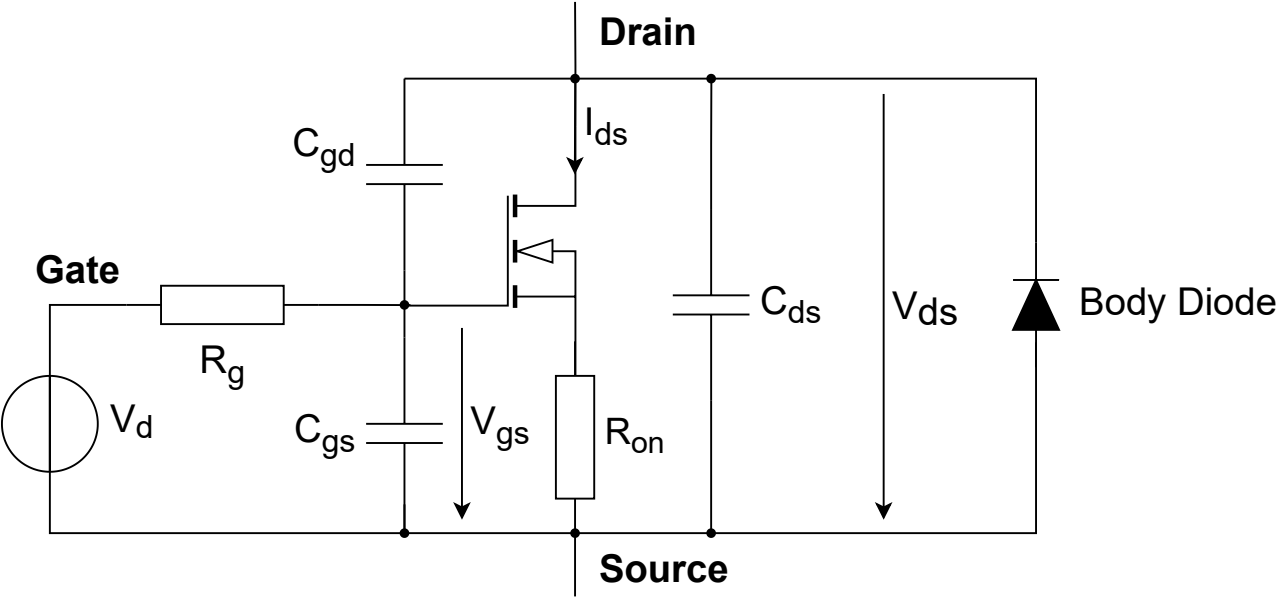 Drain
Ids
Cgd
Gate
Cds
Vds
Body Diode
Rg
Vd
Cgs
Vgs
Ron
Source